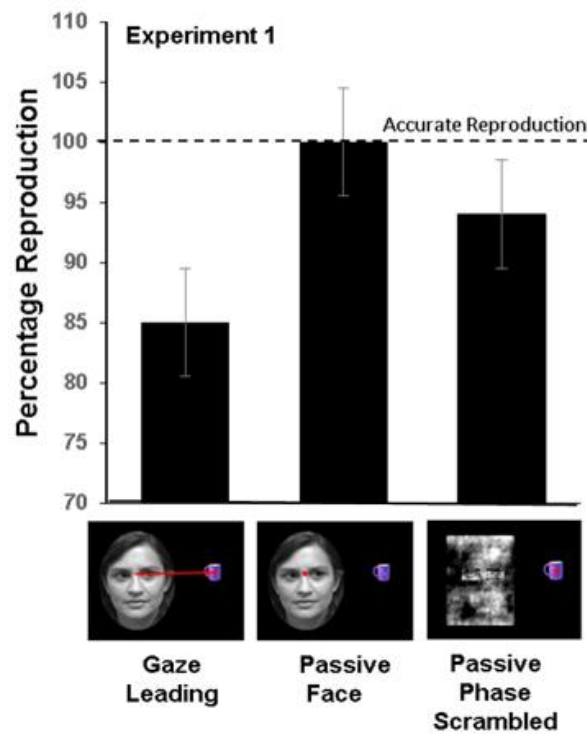 Experiment 1
Percentage Reproduction
110
105
100
95
90
85
80
75
70
Accurate Reproduction
Gaze
Leading
Passive
Face
Passive
Phase
Scrambled